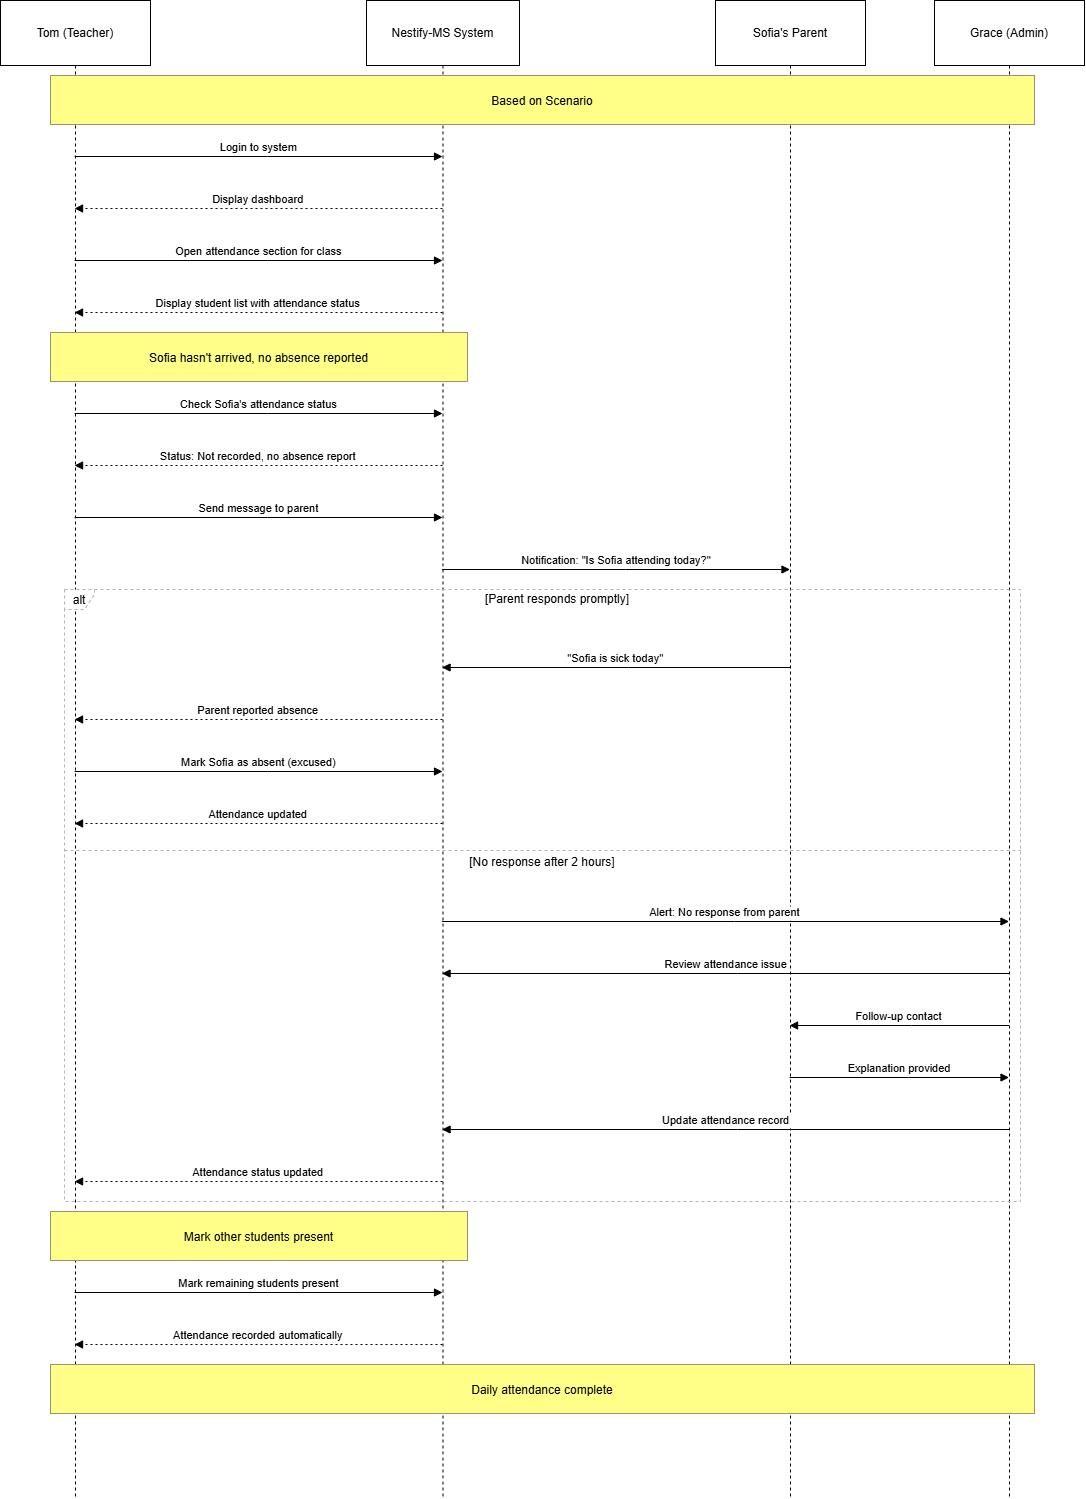 Tom (Teacher)
Nestify-MS System
Sofia's Parent
Grace (Admin)
Based on Scenario
Login to system
Display dashboard
Open attendance section for class
Display student list with attendance status
Sofia hasn't arrived, no absence reported
Check Sofia's attendance status
Status: Not recorded, no absence report
Send message to parent
Notification: "Is Sofia attending today?"
alt
[Parent responds promptly]
"Sofia is sick today"
Parent reported absence
Mark Sofia as absent (excused)
Attendance updated
[No response after 2 hours]
Alert: No response from parent
Review attendance issue
Follow-up contact
Explanation provided
Update attendance record
Attendance status updated
Mark other students present
Mark remaining students present
Attendance recorded automatically
Daily attendance complete